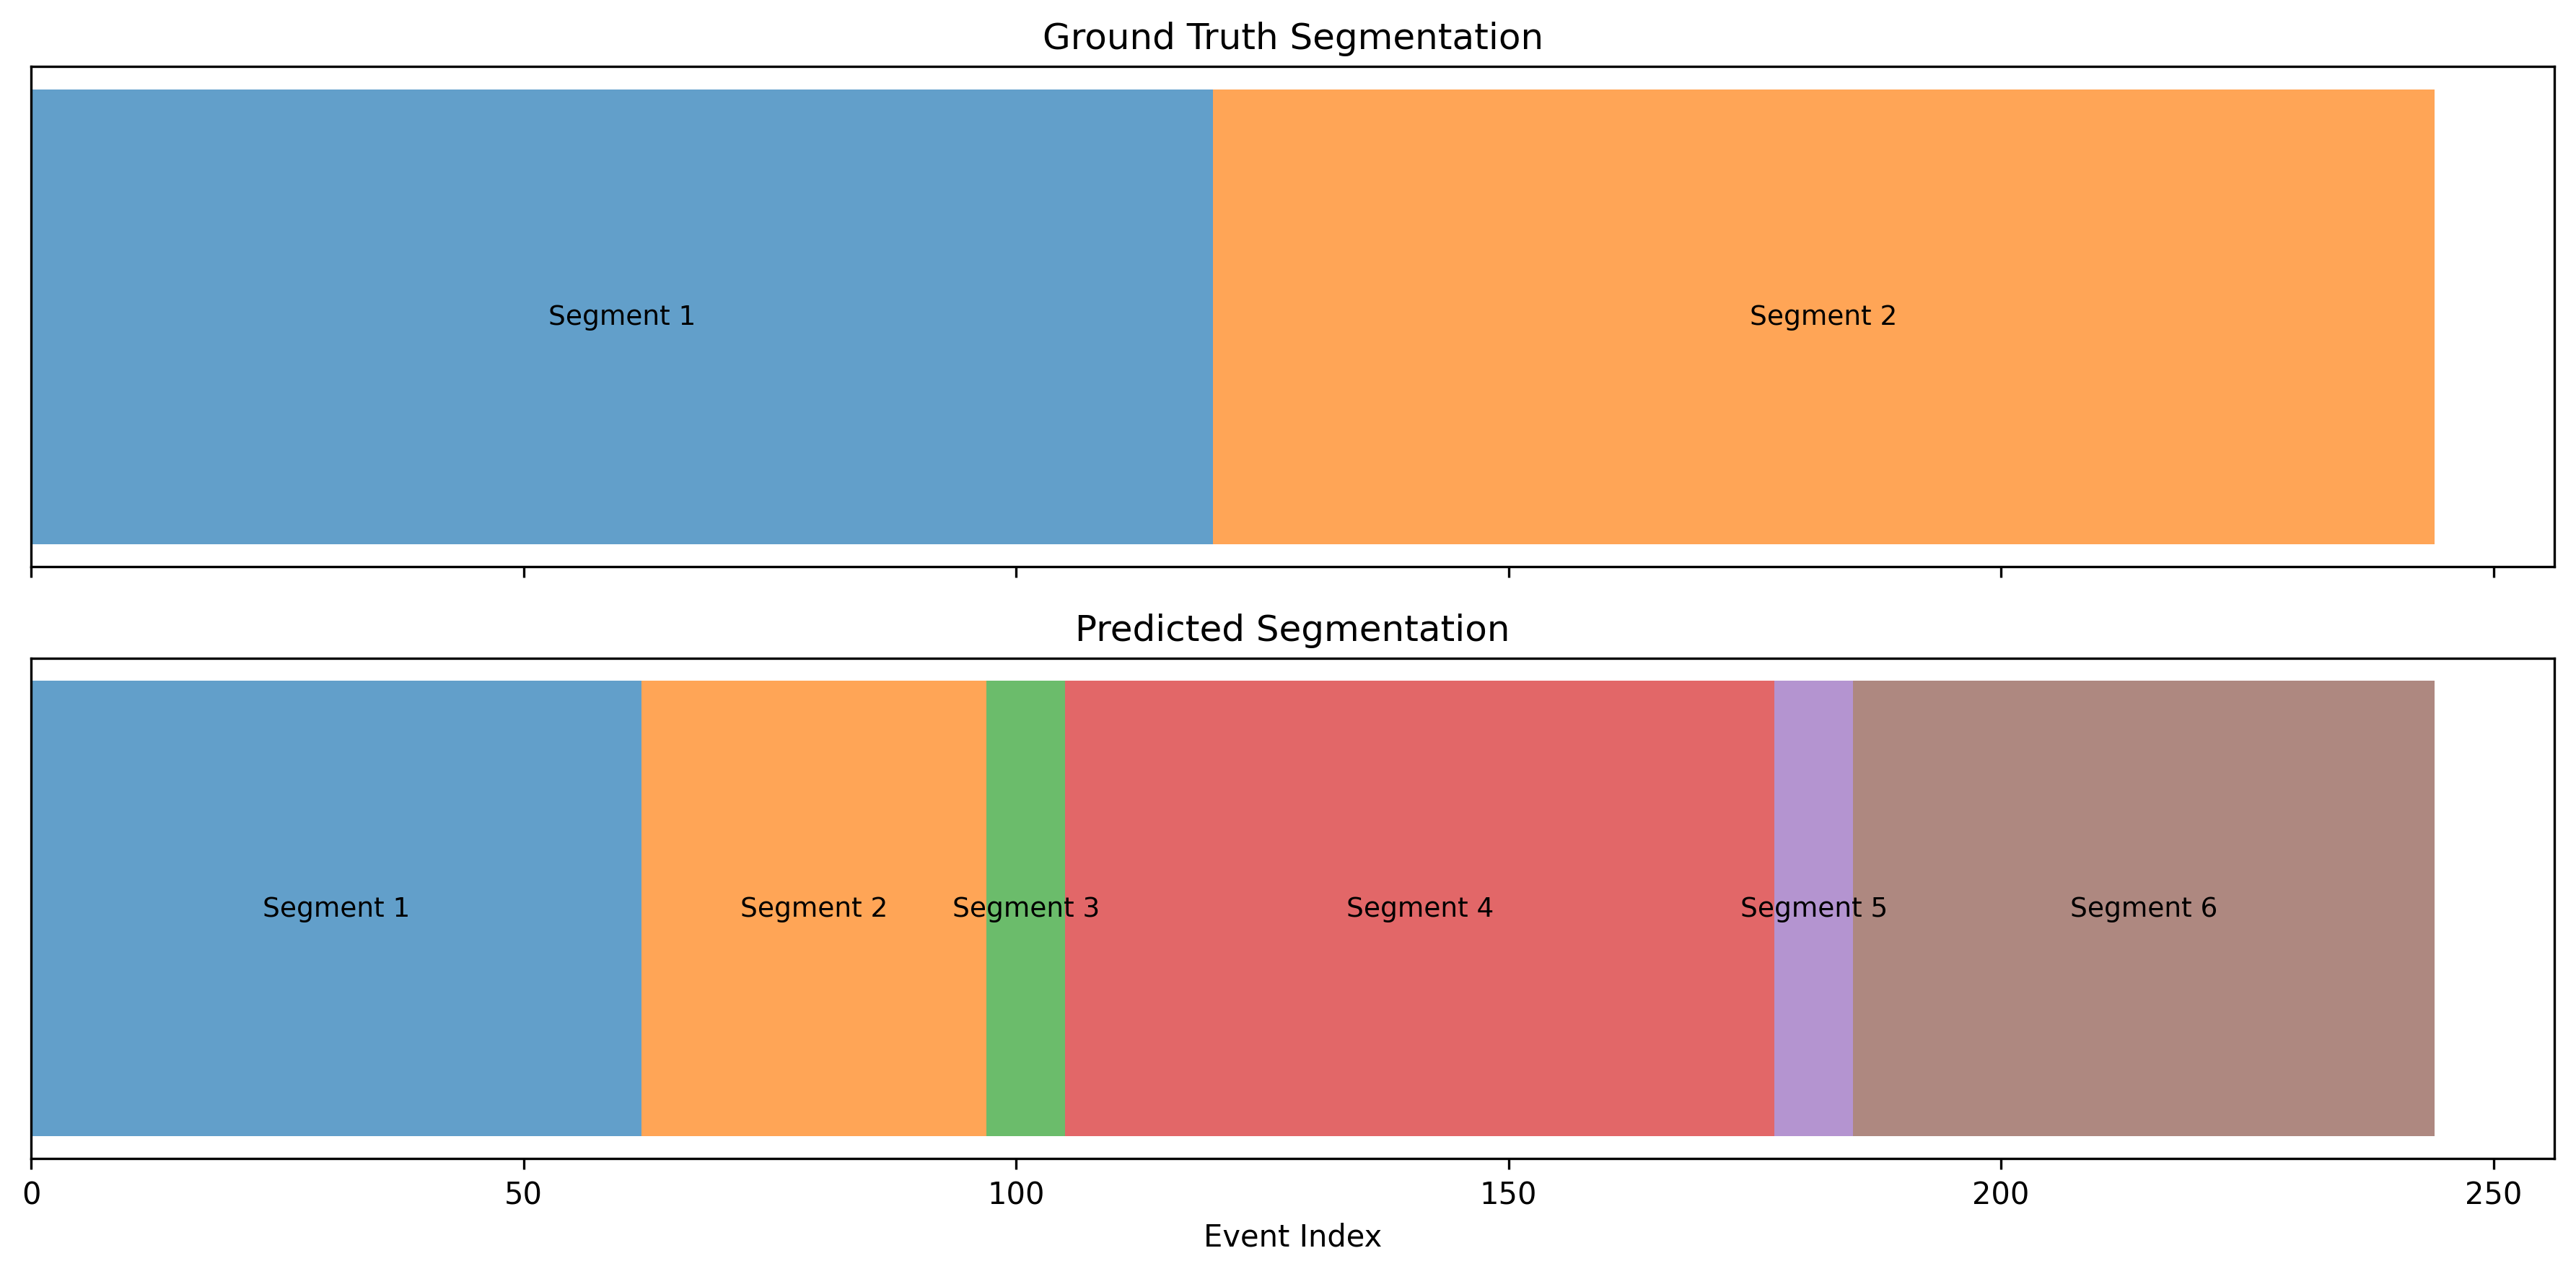 Ground Truth Segmentation
Segment 1 Segment 2
Predicted Segmentation
Segment 1 Segment 2 Segment 3 Segment 4 Segment 5 Segment 6
0 50 100 150 200 250
Event Index